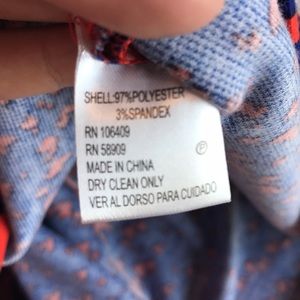 SHELL:97%POLYESTER
3%SPANDEX
RN 106409
RN 58909
MADE IN CHINA
DRY CLEAN ONLY
VER AL DORSO PARA CUIDADO
P